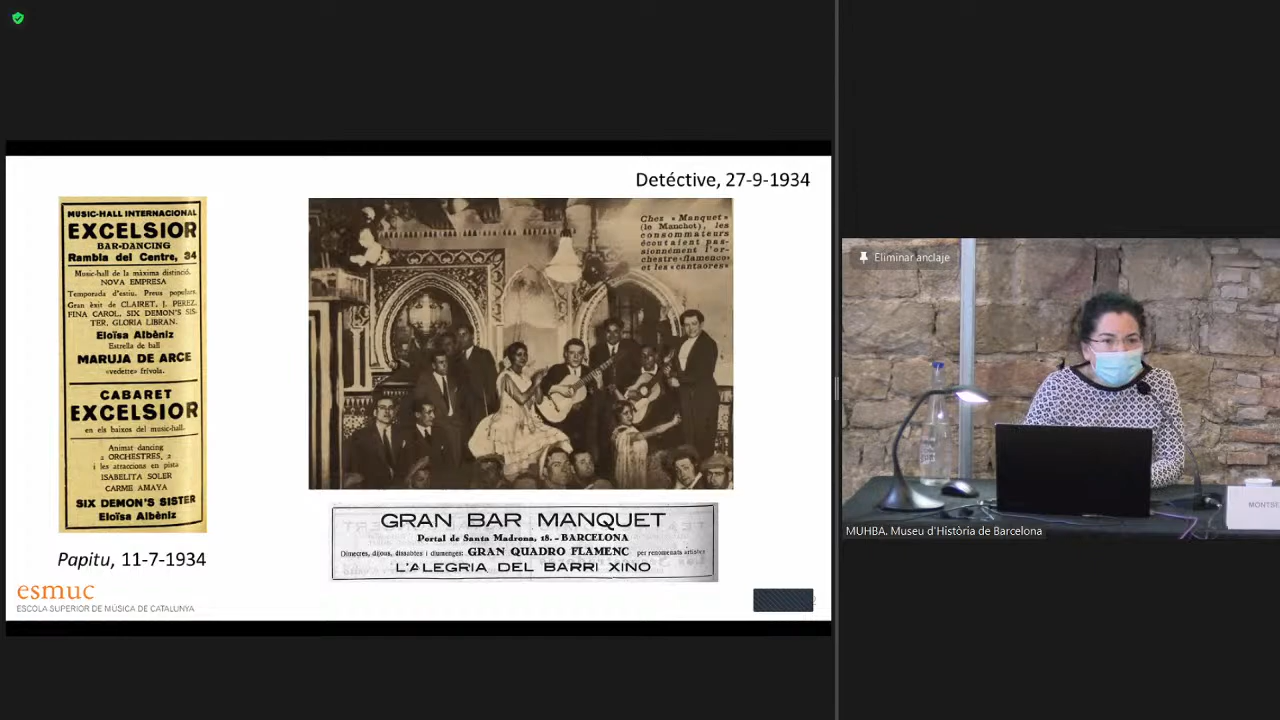 Detéctive, 27-9-1934
MUSIC-HALL INTERNACIONAL
EXCELSIOR
BAR-DANCING
Rambla del Centre, 34
Music-hall de la màxima distinció.
NOVA EMPRESA
Temporada d'estiu. Preus populars.
Gran èxit de CLAIRET, J. PEREZ,
FINA CAROL, SIX DEMON'S SIS-
TER, GLORIA LIBRAN.
Eloïsa Albèniz
Estrella de hall
MARUJA DE ARCE
«vedette» frívola.
CABARET
EXCELSIOR
en els baixos del music-hall.
Animat dancing
2 ORCHESTRES, 2
i les atraccions en pista
ISABELITA SOLER
CARME AMAYA
SIX DEMON'S SISTER
Eloïsa Albèniz
Papitu, 11-7-1934
Chez « Manquet »
(le Manchot), les
consommateurs
écoutaient pas-
sionnément l'or-
chestre «flamenco»
et les «cantaores»
GRAN BAR MANQUET
Portal de Santa Madrona, 18. - BARCELONA
Dimecres, dijous, dissabtes i diumenges: GRAN QUADRO FLAMENC per renomenats artistes
L'ALEGRIA DEL BARRI XINO
esmuc
ESCOLA SUPERIOR DE MÚSICA DE CATALUNYA
Eliminar anclaje
MONTSE
MUHBA. Museu d'Història de Barcelona